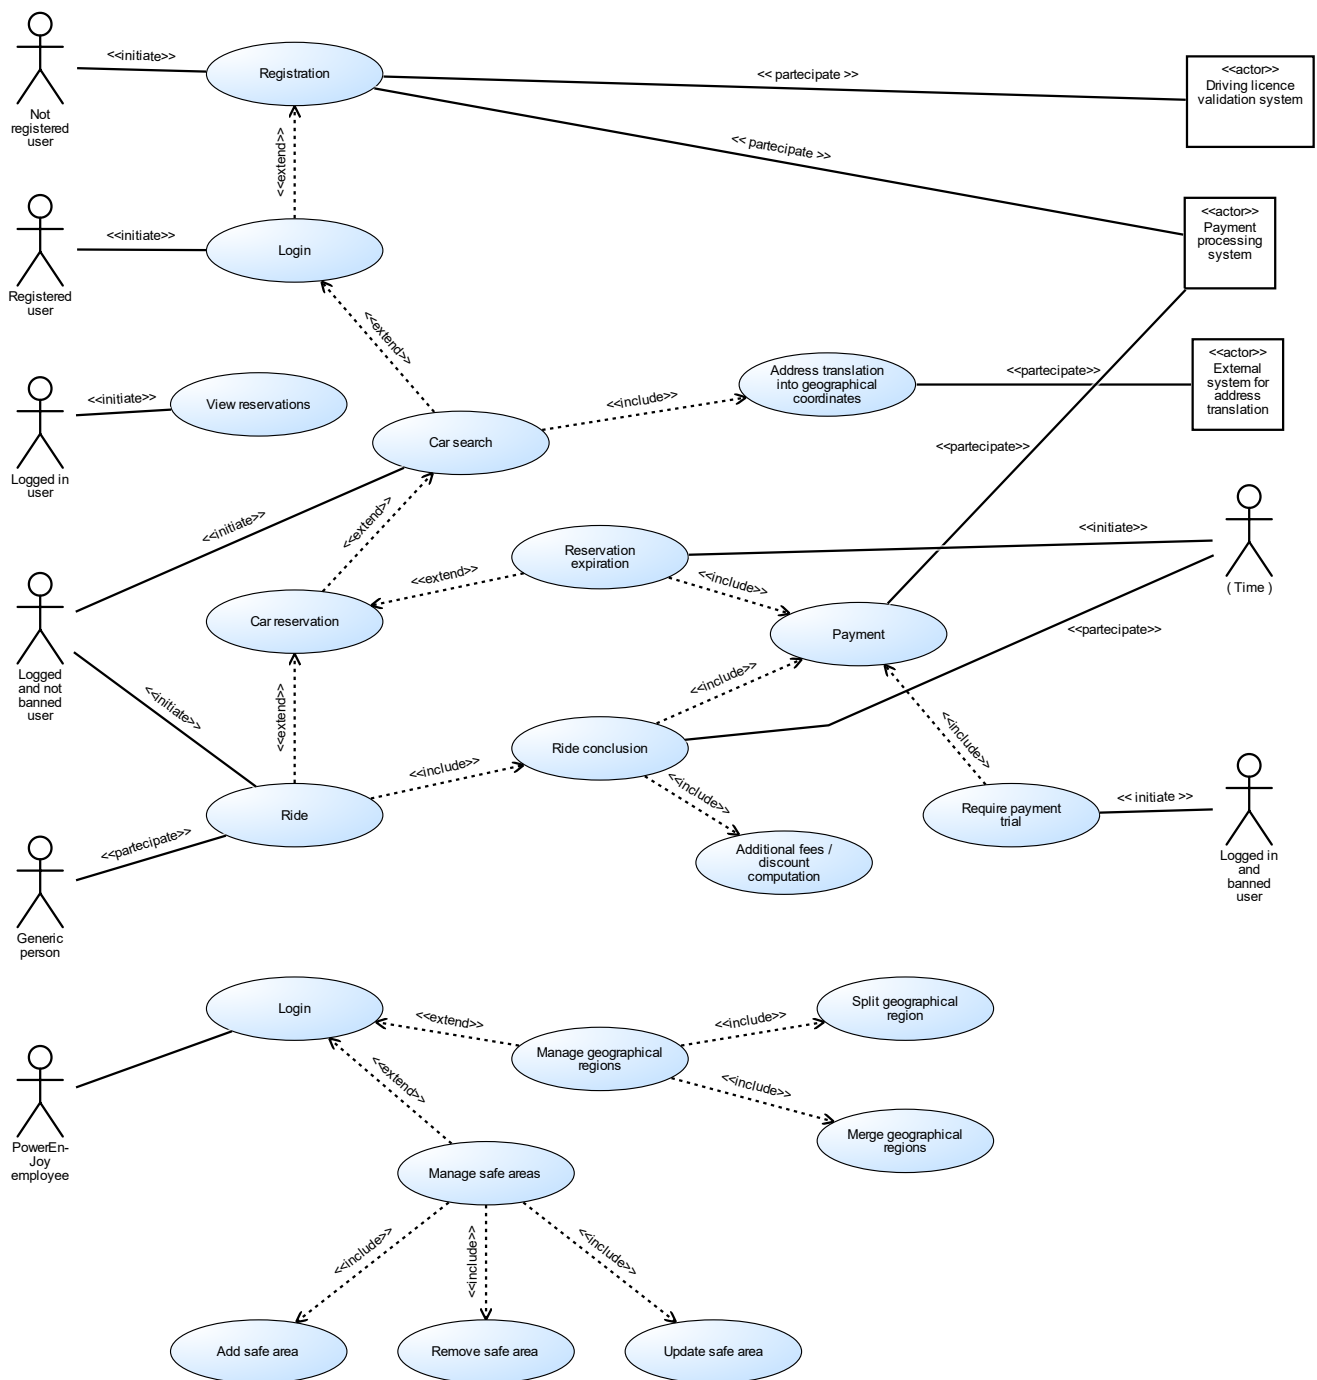 <<initiate>>
Registration
<< partecipate >>
<<actor>>
Driving licence
validation system
Not
registered
user
<< partecipate >>
<<extend>>
<<actor>>
Payment
processing
system
<<initiate>>
Login
Registered
user
<<extend>>
<<actor>>
External
system for
address
translation
Address translation
into geographical
coordinates
<<partecipate>>
<<initiate>>
View reservations
<<include>>
Logged in
user
Car search
<<partecipate>>
<<initiate>>
<<extend>>
<<initiate>>
( Time )
Reservation
expiration
<<extend>>
<<include>>
Car reservation
Payment
<<partecipate>>
Logged
and not
banned
user
<<initiate>>
<<extend>>
<<include>>
Ride conclusion
<<include>>
<<include>>
<<include>>
Ride
Require payment
trial
<< initiate >>
<<partecipate>>
Additional fees /
discount
computation
Logged in
and
banned
user
Generic
person
Login
<<extend>>
<<include>>
Split geographical
region
Manage geographical
regions
<<extend>>
<<include>>
Merge geographical
regions
PowerEn-
Joy
employee
Manage safe areas
<<include>>
<<include>>
<<include>>
Add safe area
Remove safe area
Update safe area